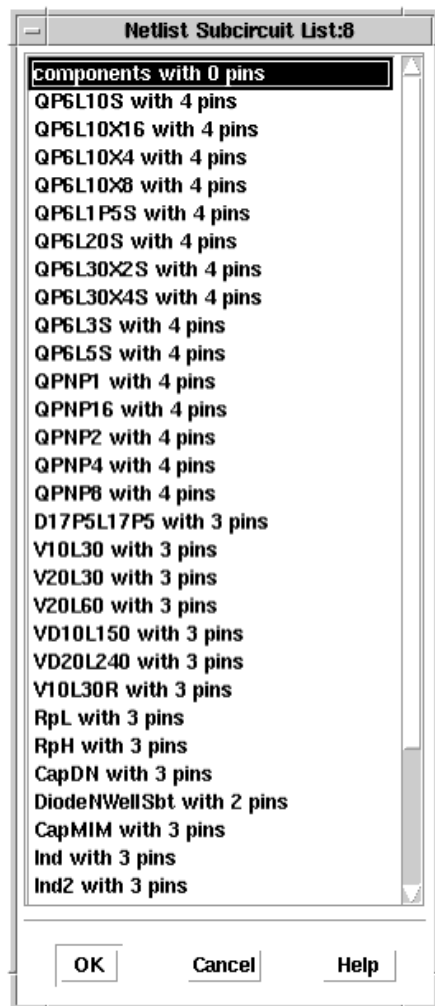 Netlist Subcircuit List:8
components with 0 pins
QP6L10S with 4 pins
QP6L10X16 with 4 pins
QP6L10X4 with 4 pins
QP6L10X8 with 4 pins
QP6L1P5S with 4 pins
QP6L20S with 4 pins
QP6L30X2S with 4 pins
QP6L30X4S with 4 pins
QP6L3S with 4 pins
QP6L5S with 4 pins
QPNP1 with 4 pins
QPNP16 with 4 pins
QPNP2 with 4 pins
QPNP4 with 4 pins
QPNP8 with 4 pins
D17P5L17P5 with 3 pins
V10L30 with 3 pins
V20L30 with 3 pins
V20L60 with 3 pins
VD10L150 with 3 pins
VD20L240 with 3 pins
V10L30R with 3 pins
RpL with 3 pins
RpH with 3 pins
CapDN with 3 pins
DiodeNWellSbt with 2 pins
CapMIM with 3 pins
Ind with 3 pins
Ind2 with 3 pins
OK Cancel Help